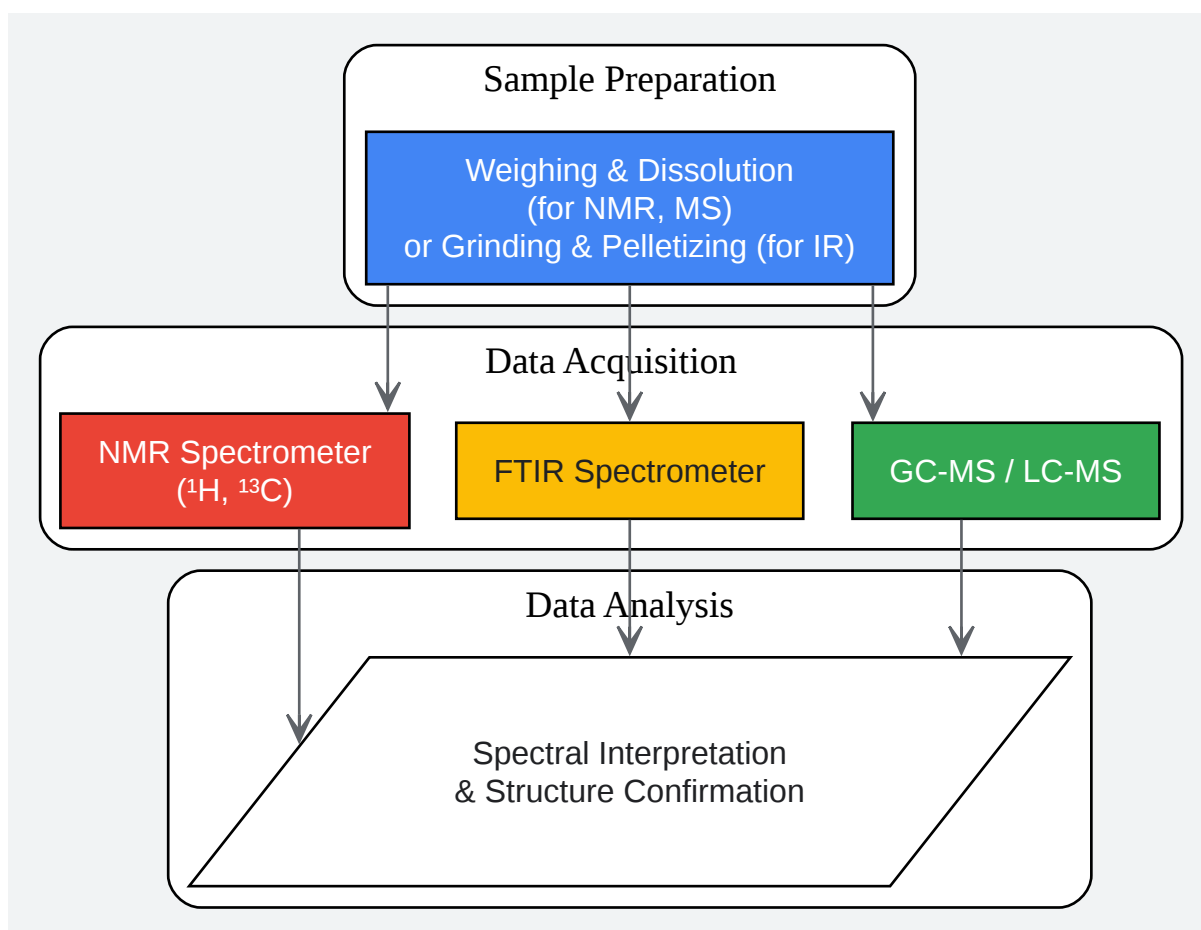 Sample Preparation
Weighing & Dissolution
(for NMR, MS)
or Grinding & Pelletizing (for IR)
Data Acquisition
NMR Spectrometer
(¹H, ¹³C)
FTIR Spectrometer
GC-MS / LC-MS
Data Analysis
Spectral Interpretation
& Structure Confirmation